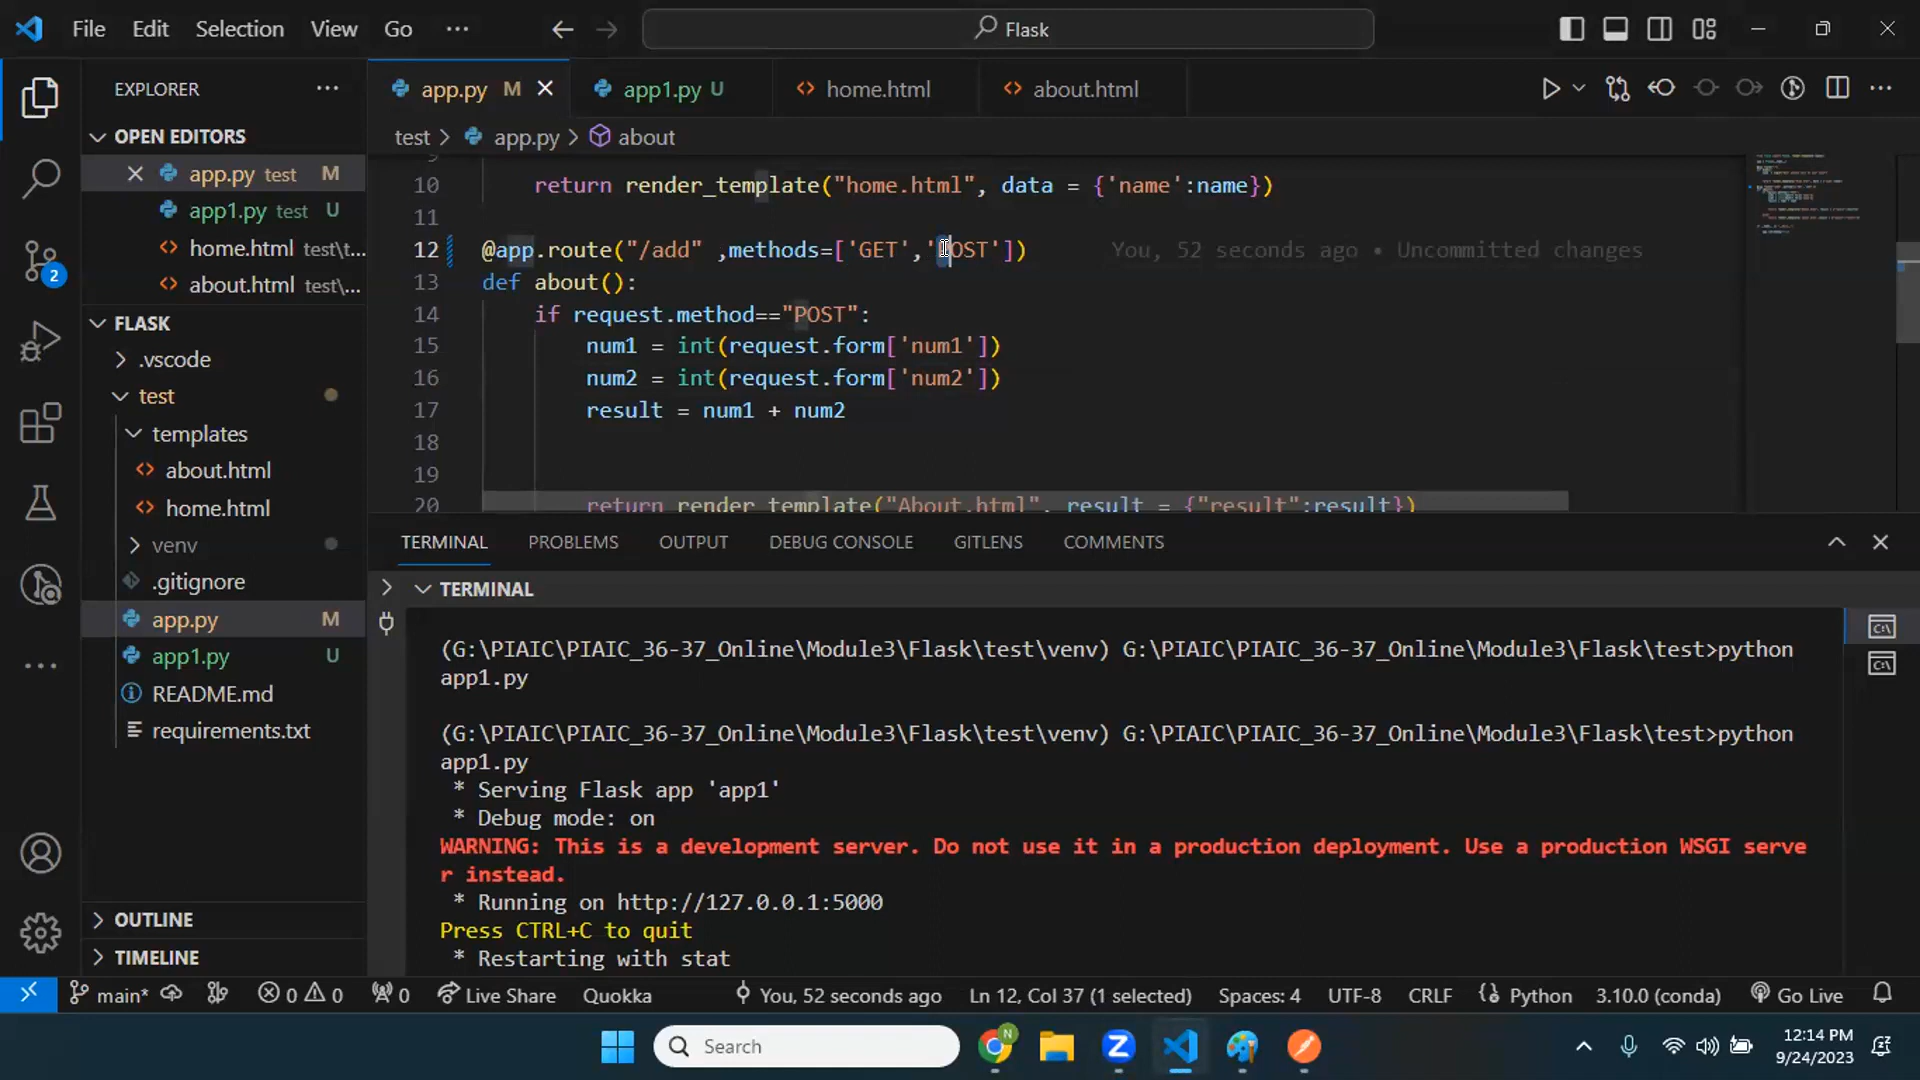 File Edit Selection View Go ··· Flask
EXPLORER ···
OPEN EDITORS
app.py test M
app1.py test U
home.html test\t...
about.html test\...
FLASK
.vscode
test
templates
about.html
home.html
venv
.gitignore
app.py M
app1.py U
README.md
requirements.txt
OUTLINE
TIMELINE
2
app.py M app1.py U home.html about.html
test > app.py > about
9
10 return render_template("home.html", data = {'name':name})
11
12 @app.route("/add" ,methods=['GET','POST']) You, 52 seconds ago • Uncommitted changes
13 def about():
14 if request.method=="POST":
15 num1 = int(request.form['num1'])
16 num2 = int(request.form['num2'])
17 result = num1 + num2
18
19
20 return render_template("About.html", result = {"result":result})
TERMINAL PROBLEMS OUTPUT DEBUG CONSOLE GITLENS COMMENTS
TERMINAL
(G:\PIAIC\PIAIC_36-37_Online\Module3\Flask\test\venv) G:\PIAIC\PIAIC_36-37_Online\Module3\Flask\test>python
app1.py
(G:\PIAIC\PIAIC_36-37_Online\Module3\Flask\test\venv) G:\PIAIC\PIAIC_36-37_Online\Module3\Flask\test>python
app1.py
* Serving Flask app 'app1'
* Debug mode: on
WARNING: This is a development server. Do not use it in a production deployment. Use a production WSGI serve
r instead.
* Running on http://127.0.0.1:5000
Press CTRL+C to quit
* Restarting with stat
main* 0 0 0 Live Share Quokka You, 52 seconds ago Ln 12, Col 37 (1 selected) Spaces: 4 UTF-8 CRLF Python 3.10.0 (conda) Go Live
Search
N
Z
12:14 PM
9/24/2023